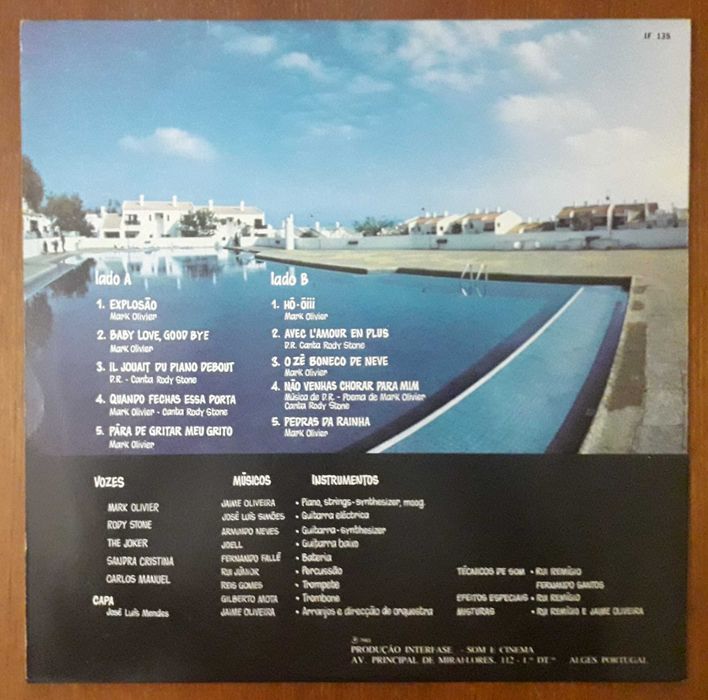 IF 135
lado A
1. EXPLOSÃO
Mark Olivier
2. BABY LOVE, GOOD BYE
Mark Olivier
3. IL JOUAIT DU PIANO DEBOUT
D.R. - Canta Rody Stone
4. QUANDO FECHAS ESSA PORTA
Mark Olivier - Canta Rody Stone
5. PÁRA DE GRITAR MEU GRITO
Mark Olivier
lado B
1. HÔ-ÔIII
Mark Olivier
2. AVEC L'AMOUR EN PLUS
D.R. Canta Rody Stone
3. O ZÉ BONECO DE NEVE
Mark Olivier
4. NÃO VENHAS CHORAR PARA MIM
Música de D.R. - Poema de Mark Olivier
Canta Rody Stone
5. PEDRAS DA RAINHA
Mark Olivier
VOZES
MARK OLIVIER
RODY STONE
THE JOKER
SANDRA CRISTINA
CARLOS MANUEL
CAPA
José Luís Mendes
MÚSICOS INSTRUMENTOS
JAIME OLIVEIRA • Piano, strings-synthesizer, moog.
JOSÉ LUÍS SIMÕES • Guitarra eléctrica
ARMINDO NEVES • Guitarra-synthesizer
JOELL • Guitarra baixo
FERNANDO FALLÉ • Bateria
RUI JÚNIOR • Percussão
REIS GOMES • Trompete
GILBERTO MOTA • Trombone
JAIME OLIVEIRA • Arranjos e direcção de orquestra
TÉCNICOS DE SOM • RUI REMÍGIO
FERNANDO SANTOS
EFEITOS ESPECIAIS • RUI REMÍGIO
MISTURAS • RUI REMÍGIO E JAIME OLIVEIRA
PRODUÇÃO INTERFASE - SOM E CINEMA
AV. PRINCIPAL DE MIRAFLORES, 112 - 1.º DT.º ALGES PORTUGAL